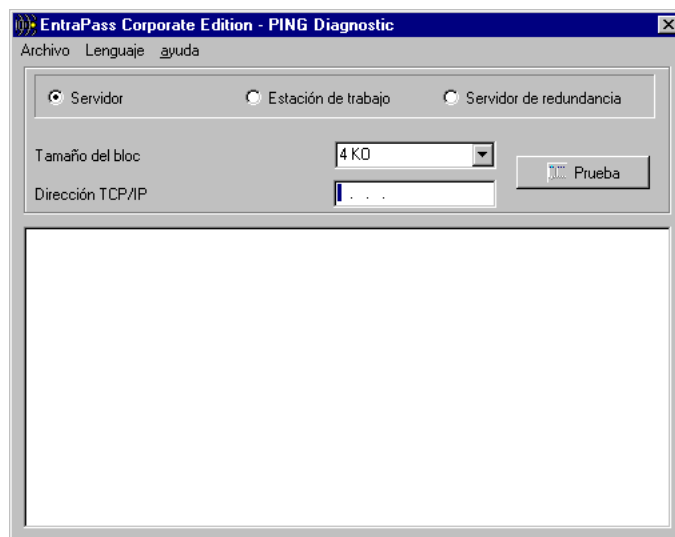 EntraPass Corporate Edition - PING Diagnostic
Archivo Lenguaje ayuda
Servidor Estación de trabajo Servidor de redundancia
Tamaño del bloc 4 KO
Prueba
Dirección TCP/IP . . .